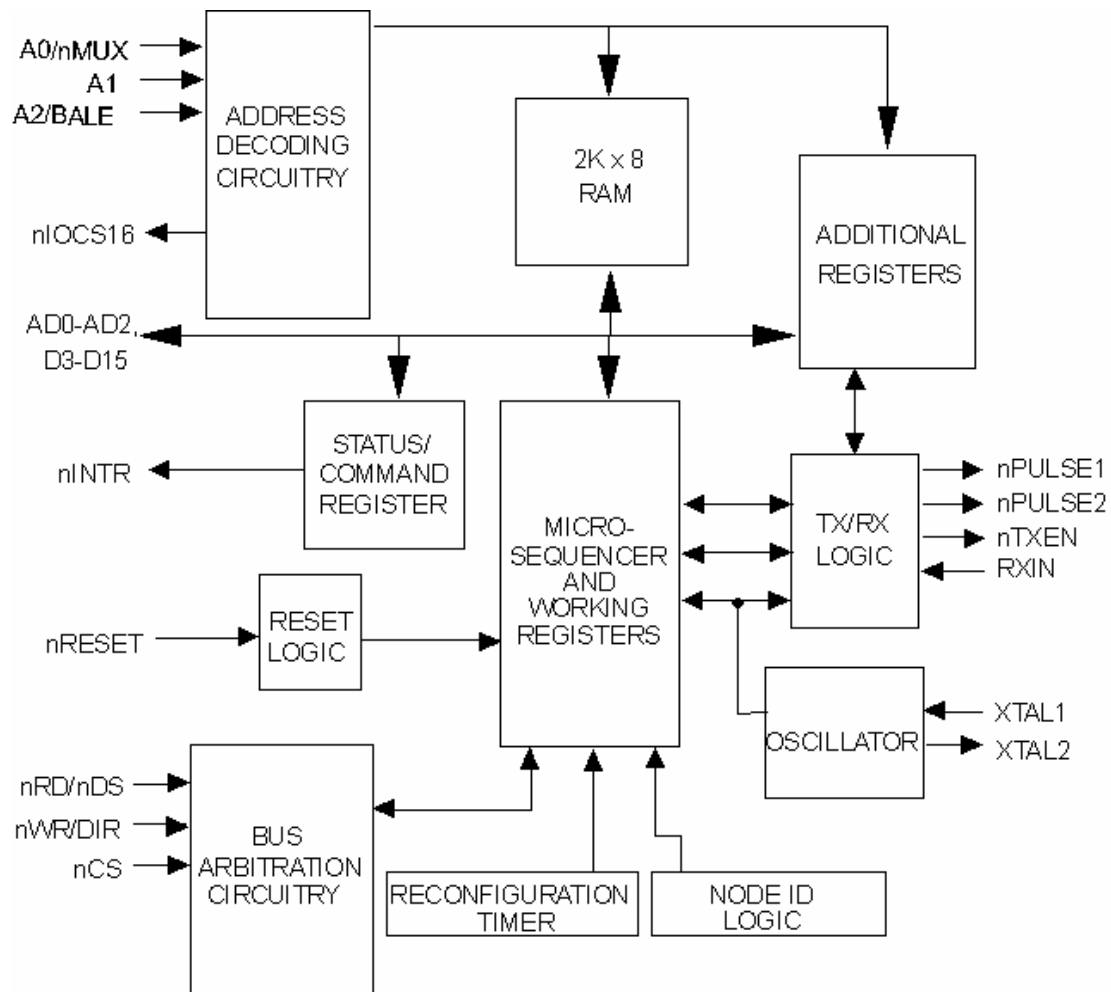 A0/nMUX
A1
A2/BALE
nIOCS16
AD0-AD2,
D3-D15
ADDRESS
DECODING
CIRCUITRY
2K x 8
RAM
ADDITIONAL
REGISTERS
nINTR
STATUS/
COMMAND
REGISTER
nRESET
RESET
LOGIC
MICRO-
SEQUENCER
AND
WORKING
REGISTERS
TX/RX
LOGIC
nPULSE1
nPULSE2
nTXEN
RXIN
OSCILLATOR
XTAL1
XTAL2
nRD/nDS
nWR/DIR
nCS
BUS
ARBITRATION
CIRCUITRY
RECONFIGURATION
TIMER
NODE ID
LOGIC